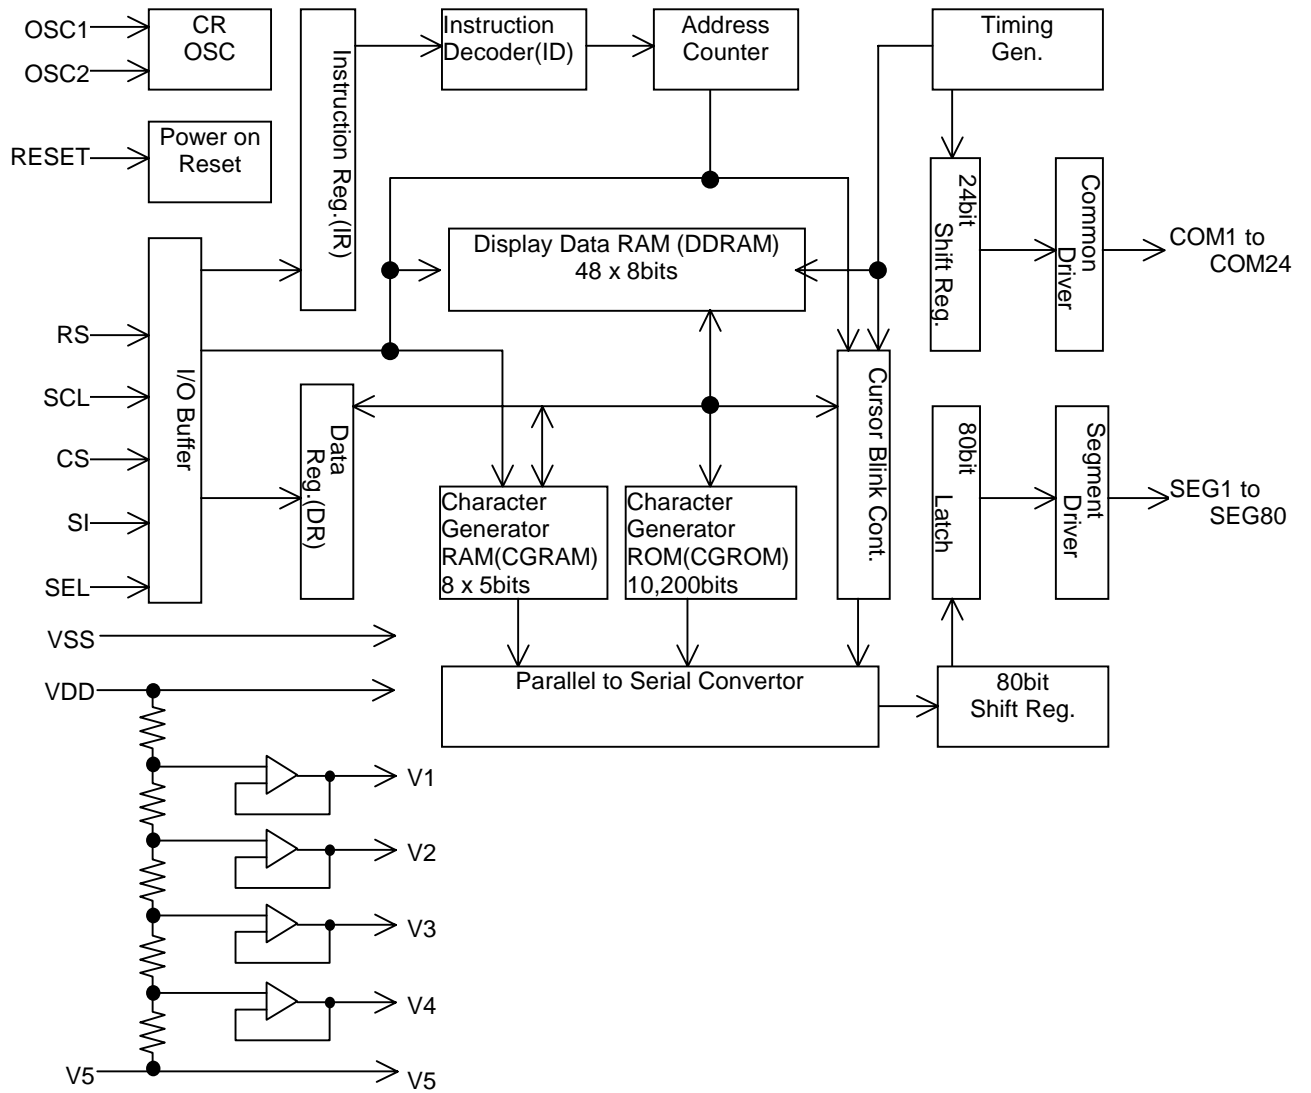 OSC1
OSC2
CR
OSC
Instruction Reg.(IR)
Instruction
Decoder(ID)
Address
Counter
Timing
Gen.
RESET
Power on
Reset
24bit
Shift Reg.
Common
Driver
COM1 to
COM24
Display Data RAM (DDRAM)
48 x 8bits
RS
SCL
CS
SI
SEL
I/O Buffer
Data
Reg.(DR)
Character
Generator
RAM(CGRAM)
8 x 5bits
Character
Generator
ROM(CGROM)
10,200bits
Cursor Blink Cont.
80bit
Latch
Segment
Driver
SEG1 to
SEG80
VSS
VDD
Parallel to Serial Convertor
80bit
Shift Reg.
V1
V2
V3
V4
V5
V5